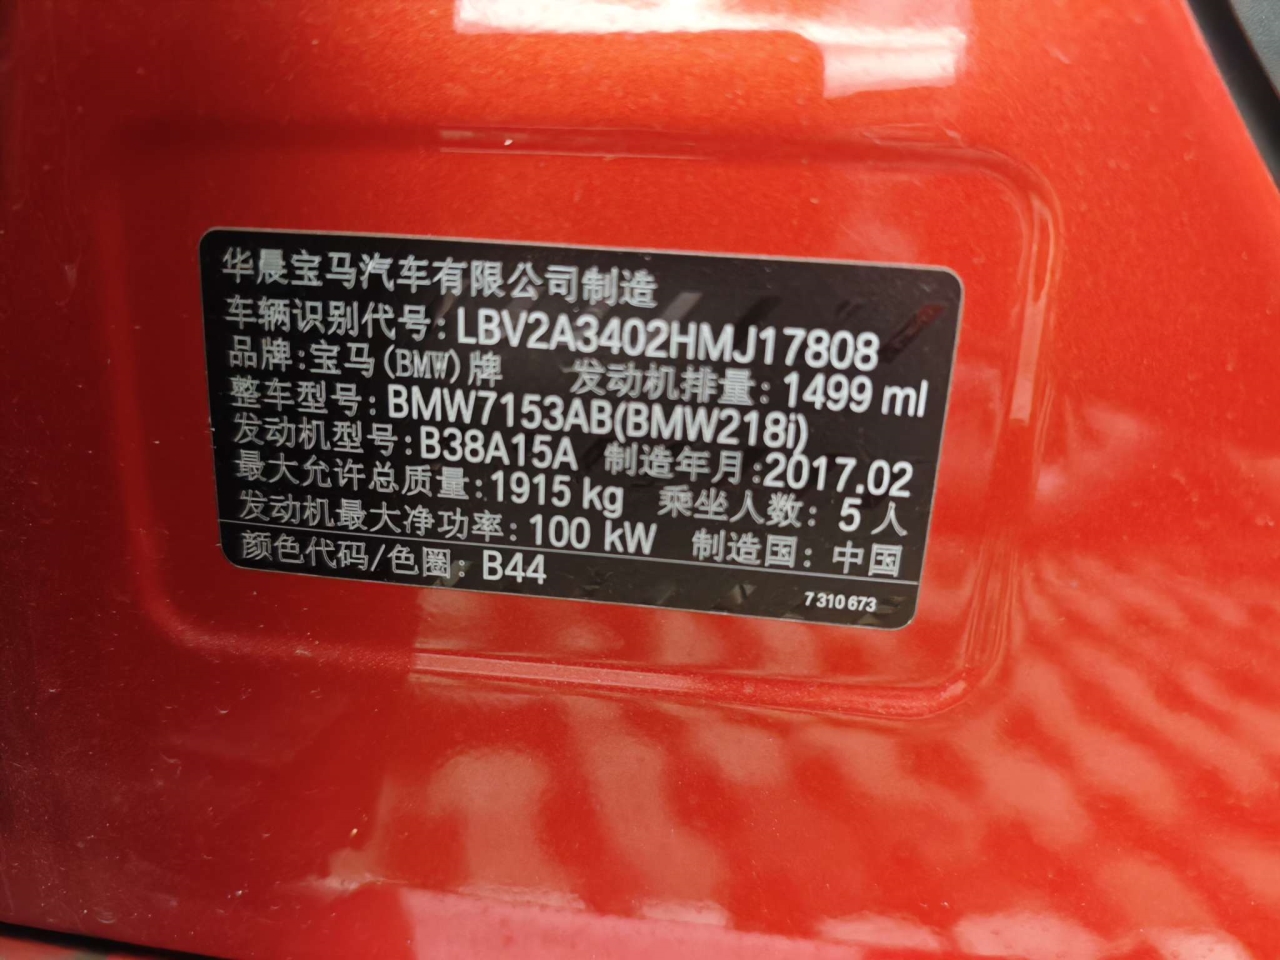 华晨宝马汽车有限公司制造
车辆识别代号:LBV2A3402HMJ17808
品牌:宝马(BMW)牌 发动机排量:1499 ml
整车型号:BMW7153AB(BMW218i)
发动机型号:B38A15A 制造年月:2017.02
最大允许总质量:1915 kg 乘坐人数:5 人
发动机最大净功率:100 kW 制造国:中国
颜色代码/色圈:B44
7 310 673